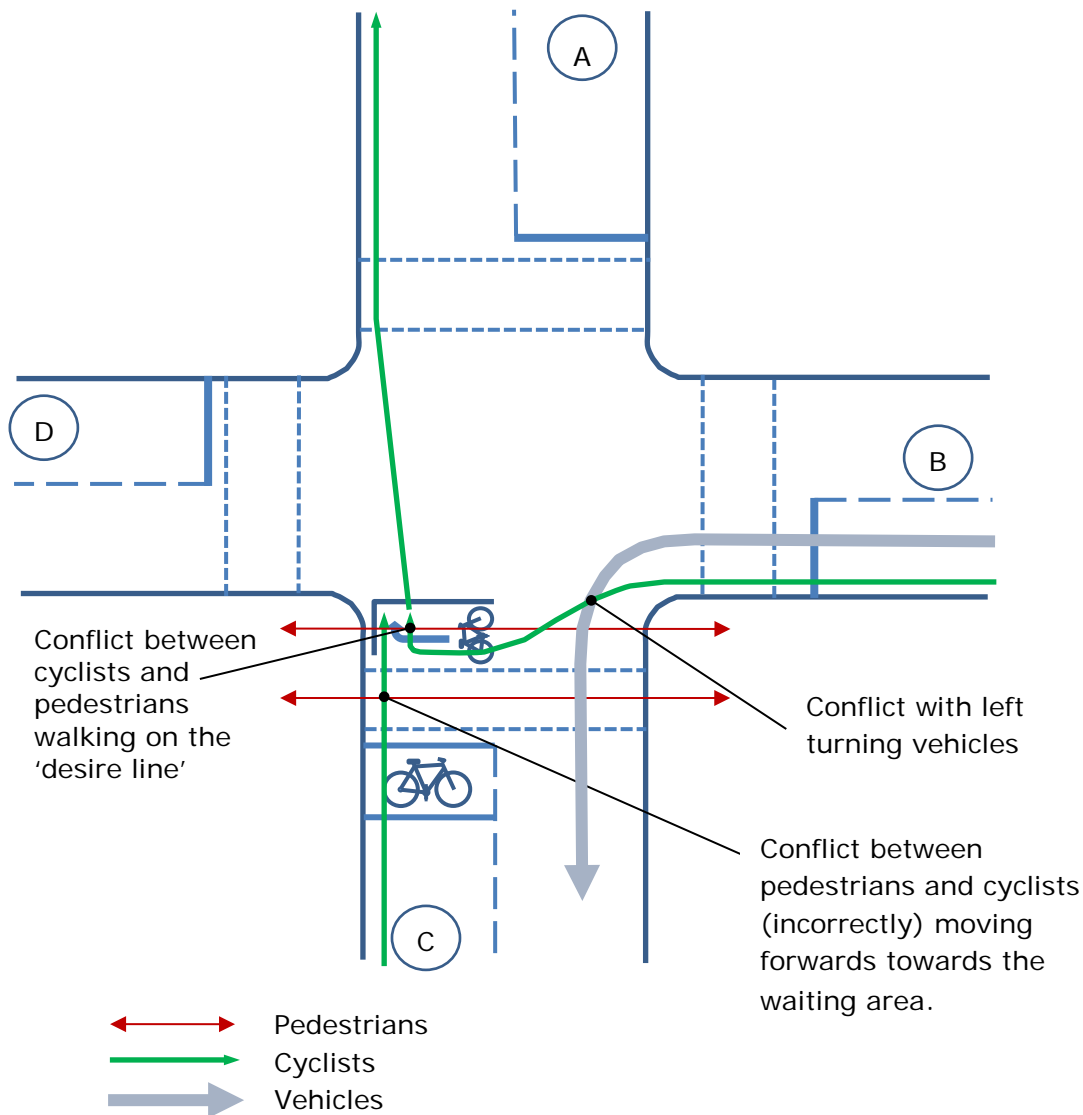 A
D
B
Conflict between
cyclists and
pedestrians
walking on the
‘desire line’
Conflict with left
turning vehicles
Conflict between
pedestrians and cyclists
(incorrectly) moving
forwards towards the
waiting area.
C
Pedestrians
Cyclists
Vehicles